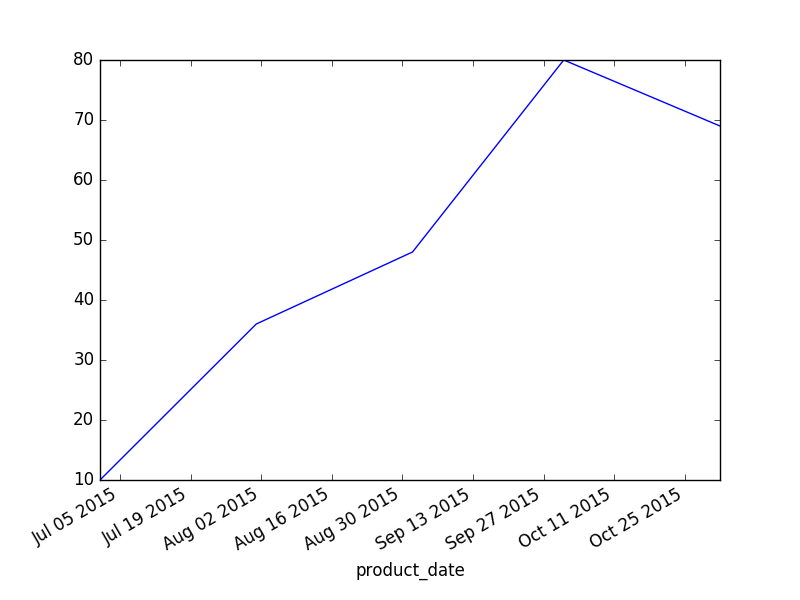 80
70
60
50
40
30
20
10
Jul 05 2015
Jul 19 2015
Aug 02 2015
Aug 16 2015
Aug 30 2015
Sep 13 2015
Sep 27 2015
Oct 11 2015
Oct 25 2015
product_date